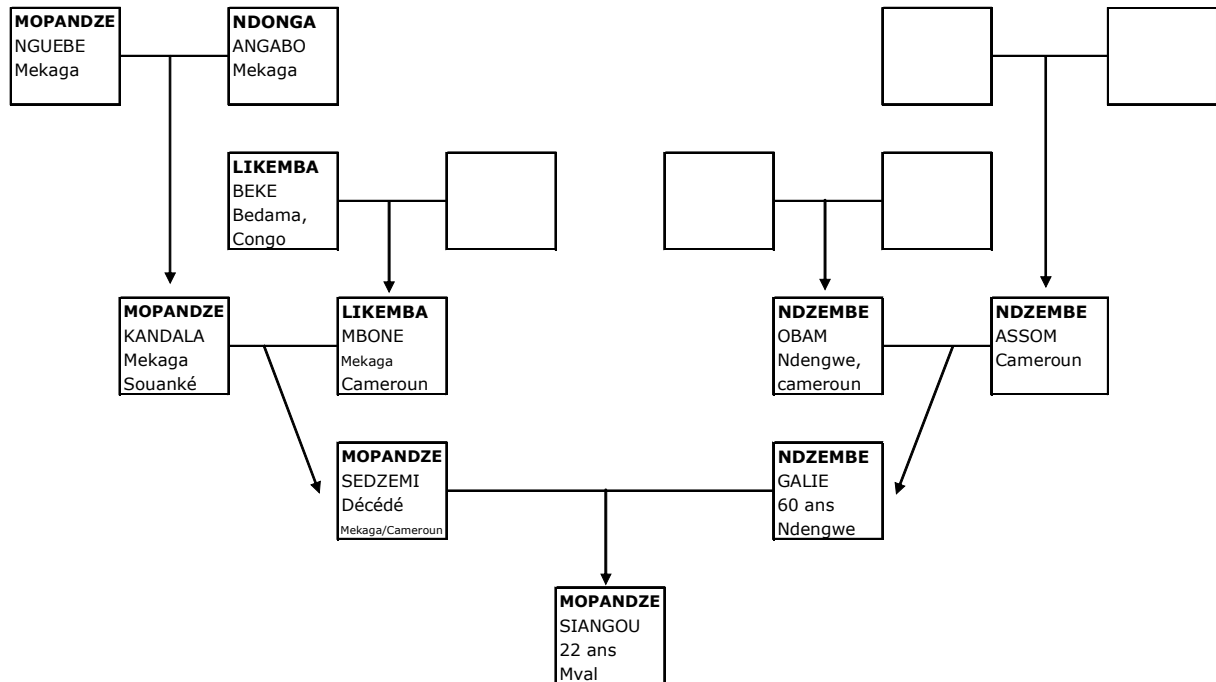 MOPANDZE
NGUEBE
Mekaga
NDONGA
ANGABO
Mekaga
LIKEMBA
BEKE
Bedama,
Congo
MOPANDZE
KANDALA
Mekaga
Souanké
LIKEMBA
MBONE
Mekaga
Cameroun
NDZEMBE
OBAM
Ndengwe,
cameroun
NDZEMBE
ASSOM
Cameroun
MOPANDZE
SEDZEMI
Décédé
Mekaga/Cameroun
NDZEMBE
GALIE
60 ans
Ndengwe
MOPANDZE
SIANGOU
22 ans
Mval